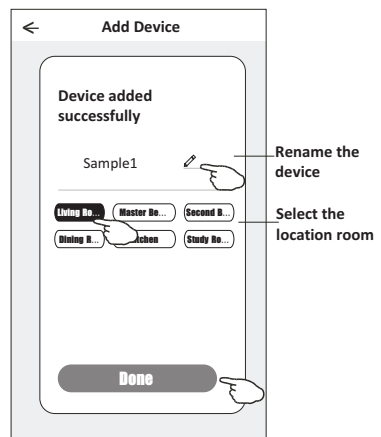 Add Device
Device added
successfully
Sample1
Rename the
device
Living Ro...
Master Be...
Second B...
Select the
location room
Dining R...
Study Ro...
Done